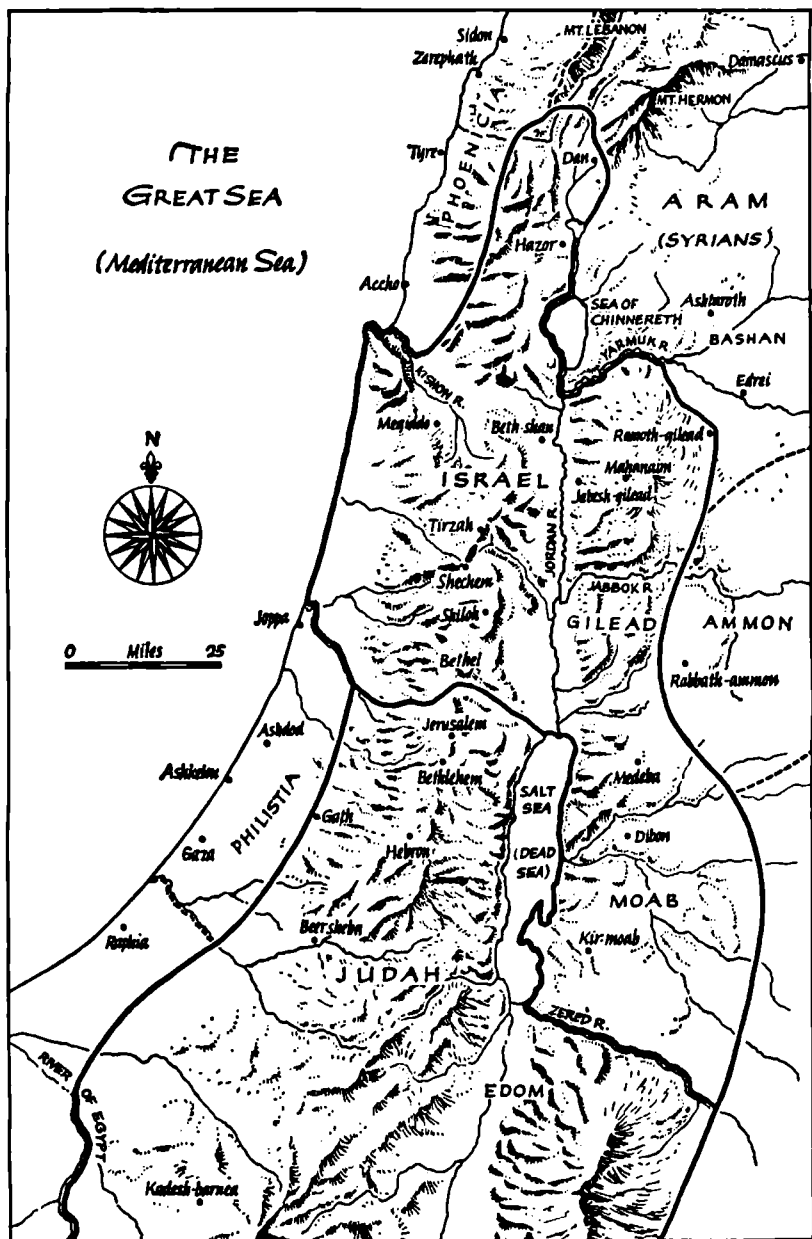 Sidon
MT. LEBANON
Zerephath
Damascus
MT. HERMON
PHOENICIA
THE
GREAT SEA
(Mediterranean Sea)
Tyre
Dan
ARAM
(SYRIANS)
Hazor
Accho
SEA OF
CHINNERETH
Ashtaroth
BASHAN
YARMUK R.
KISHON R.
Edrei
Megiddo
Beth-shan
Ramoth-gilead
N
ISRAEL
Mahanaim
Jabesh-gilead
Tirzah
JORDAN R.
Shechem
JABBOK R.
Shiloh
GILEAD
AMMON
Joppa
0 Miles 25
Bethel
Rabbath-ammon
Jerusalem
Ashdod
Bethlehem
Medeba
Ashkelon
SALT
SEA
PHILISTIA
Gath
Gaza
Hebron
(DEAD
SEA)
Dibon
MOAB
Raphia
Beersheba
Kir-moab
JUDAH
ZERED R.
RIVER OF EGYPT
EDOM
Kadesh-barnea